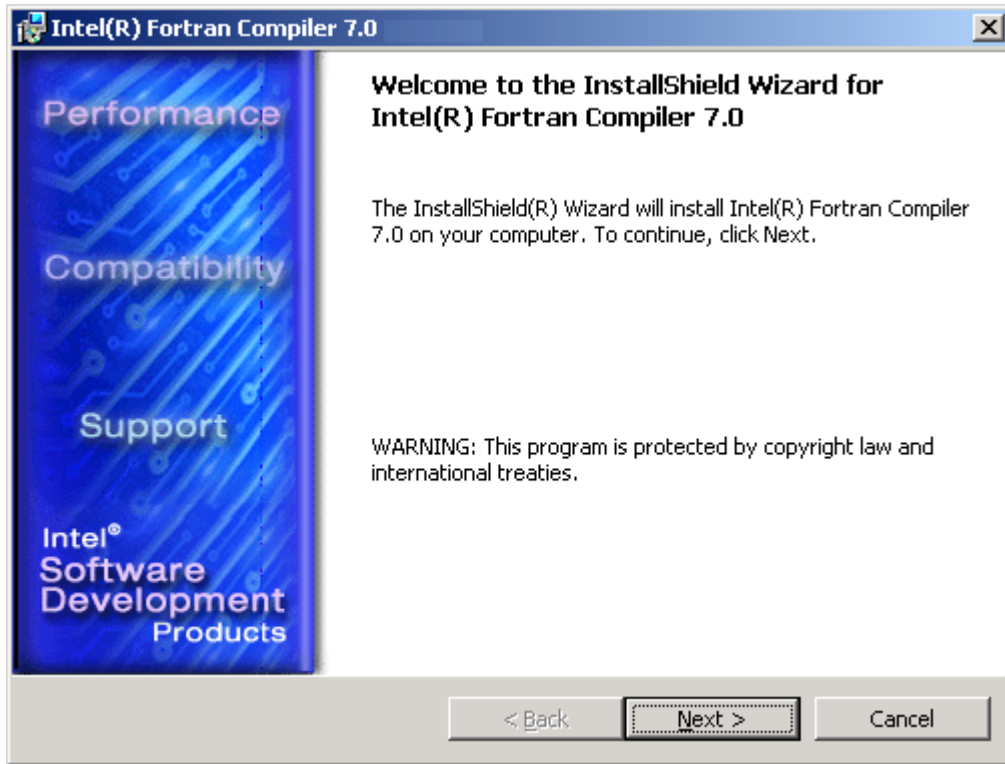 Intel(R) Fortran Compiler 7.0
Performance
Compatibility
Support
Intel®
Software
Development
Products
Welcome to the InstallShield Wizard for
Intel(R) Fortran Compiler 7.0
The InstallShield(R) Wizard will install Intel(R) Fortran Compiler
7.0 on your computer. To continue, click Next.
WARNING: This program is protected by copyright law and
international treaties.
< Back
Next >
Cancel